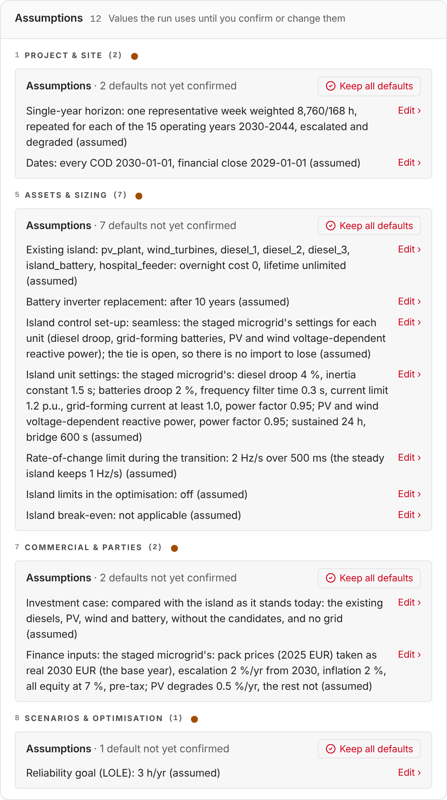 Assumptions 12 Values the run uses until you confirm or change them
1 PROJECT & SITE (2)
Assumptions · 2 defaults not yet confirmed Keep all defaults
Single-year horizon: one representative week weighted 8,760/168 h, Edit ›
repeated for each of the 15 operating years 2030-2044, escalated and
degraded (assumed)
Dates: every COD 2030-01-01, financial close 2029-01-01 (assumed) Edit ›
5 ASSETS & SIZING (7)
Assumptions · 7 defaults not yet confirmed Keep all defaults
Existing island: pv_plant, wind_turbines, diesel_1, diesel_2, diesel_3, Edit ›
island_battery, hospital_feeder: overnight cost 0, lifetime unlimited
(assumed)
Battery inverter replacement: after 10 years (assumed) Edit ›
Island control set-up: seamless: the staged microgrid's settings for each Edit ›
unit (diesel droop, grid-forming batteries, PV and wind voltage-dependent
reactive power); the tie is open, so there is no import to lose (assumed)
Island unit settings: the staged microgrid's: diesel droop 4 %, inertia Edit ›
constant 1.5 s; batteries droop 2 %, frequency filter time 0.3 s, current limit
1.2 p.u., grid-forming current at least 1.0, power factor 0.95; PV and wind
voltage-dependent reactive power, power factor 0.95; sustained 24 h,
bridge 600 s (assumed)
Rate-of-change limit during the transition: 2 Hz/s over 500 ms (the steady Edit ›
island keeps 1 Hz/s) (assumed)
Island limits in the optimisation: off (assumed) Edit ›
Island break-even: not applicable (assumed) Edit ›
7 COMMERCIAL & PARTIES (2)
Assumptions · 2 defaults not yet confirmed Keep all defaults
Investment case: compared with the island as it stands today: the existing Edit ›
diesels, PV, wind and battery, without the candidates, and no grid
(assumed)
Finance inputs: the staged microgrid's: pack prices (2025 EUR) taken as Edit ›
real 2030 EUR (the base year), escalation 2 %/yr from 2030, inflation 2 %,
all equity at 7 %, pre-tax; PV degrades 0.5 %/yr, the rest not (assumed)
8 SCENARIOS & OPTIMISATION (1)
Assumptions · 1 default not yet confirmed Keep all defaults
Reliability goal (LOLE): 3 h/yr (assumed) Edit ›